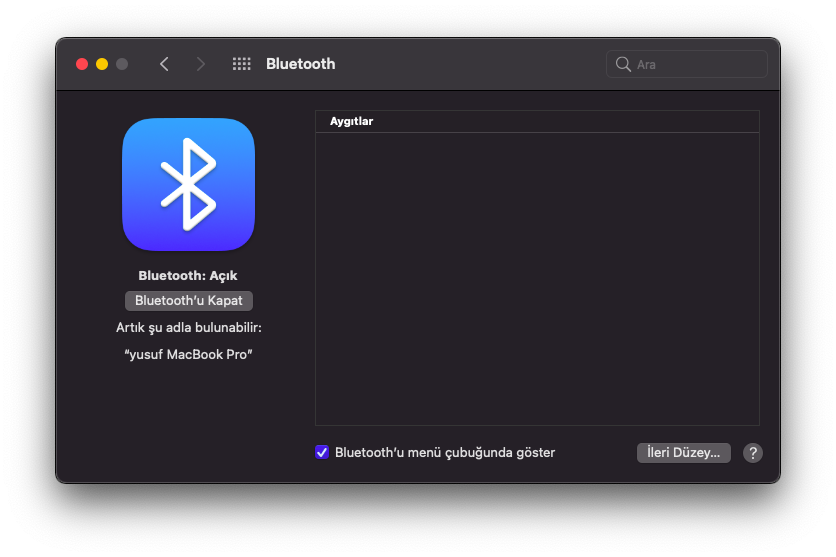 Bluetooth
Ara
Aygıtlar
Bluetooth: Açık
Bluetooth’u Kapat
Artık şu adla bulunabilir:
“yusuf MacBook Pro”
Bluetooth’u menü çubuğunda göster
İleri Düzey...
?